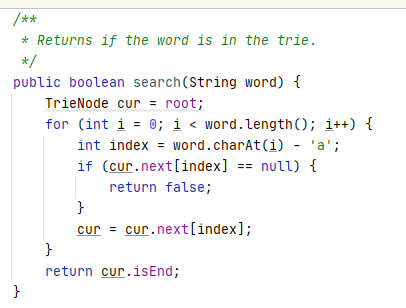 /**
 * Returns if the word is in the trie.
 */
public boolean search(String word) {
    TrieNode cur = root;
    for (int i = 0; i < word.length(); i++) {
        int index = word.charAt(i) - 'a';
        if (cur.next[index] == null) {
            return false;
        }
        cur = cur.next[index];
    }
    return cur.isEnd;
}